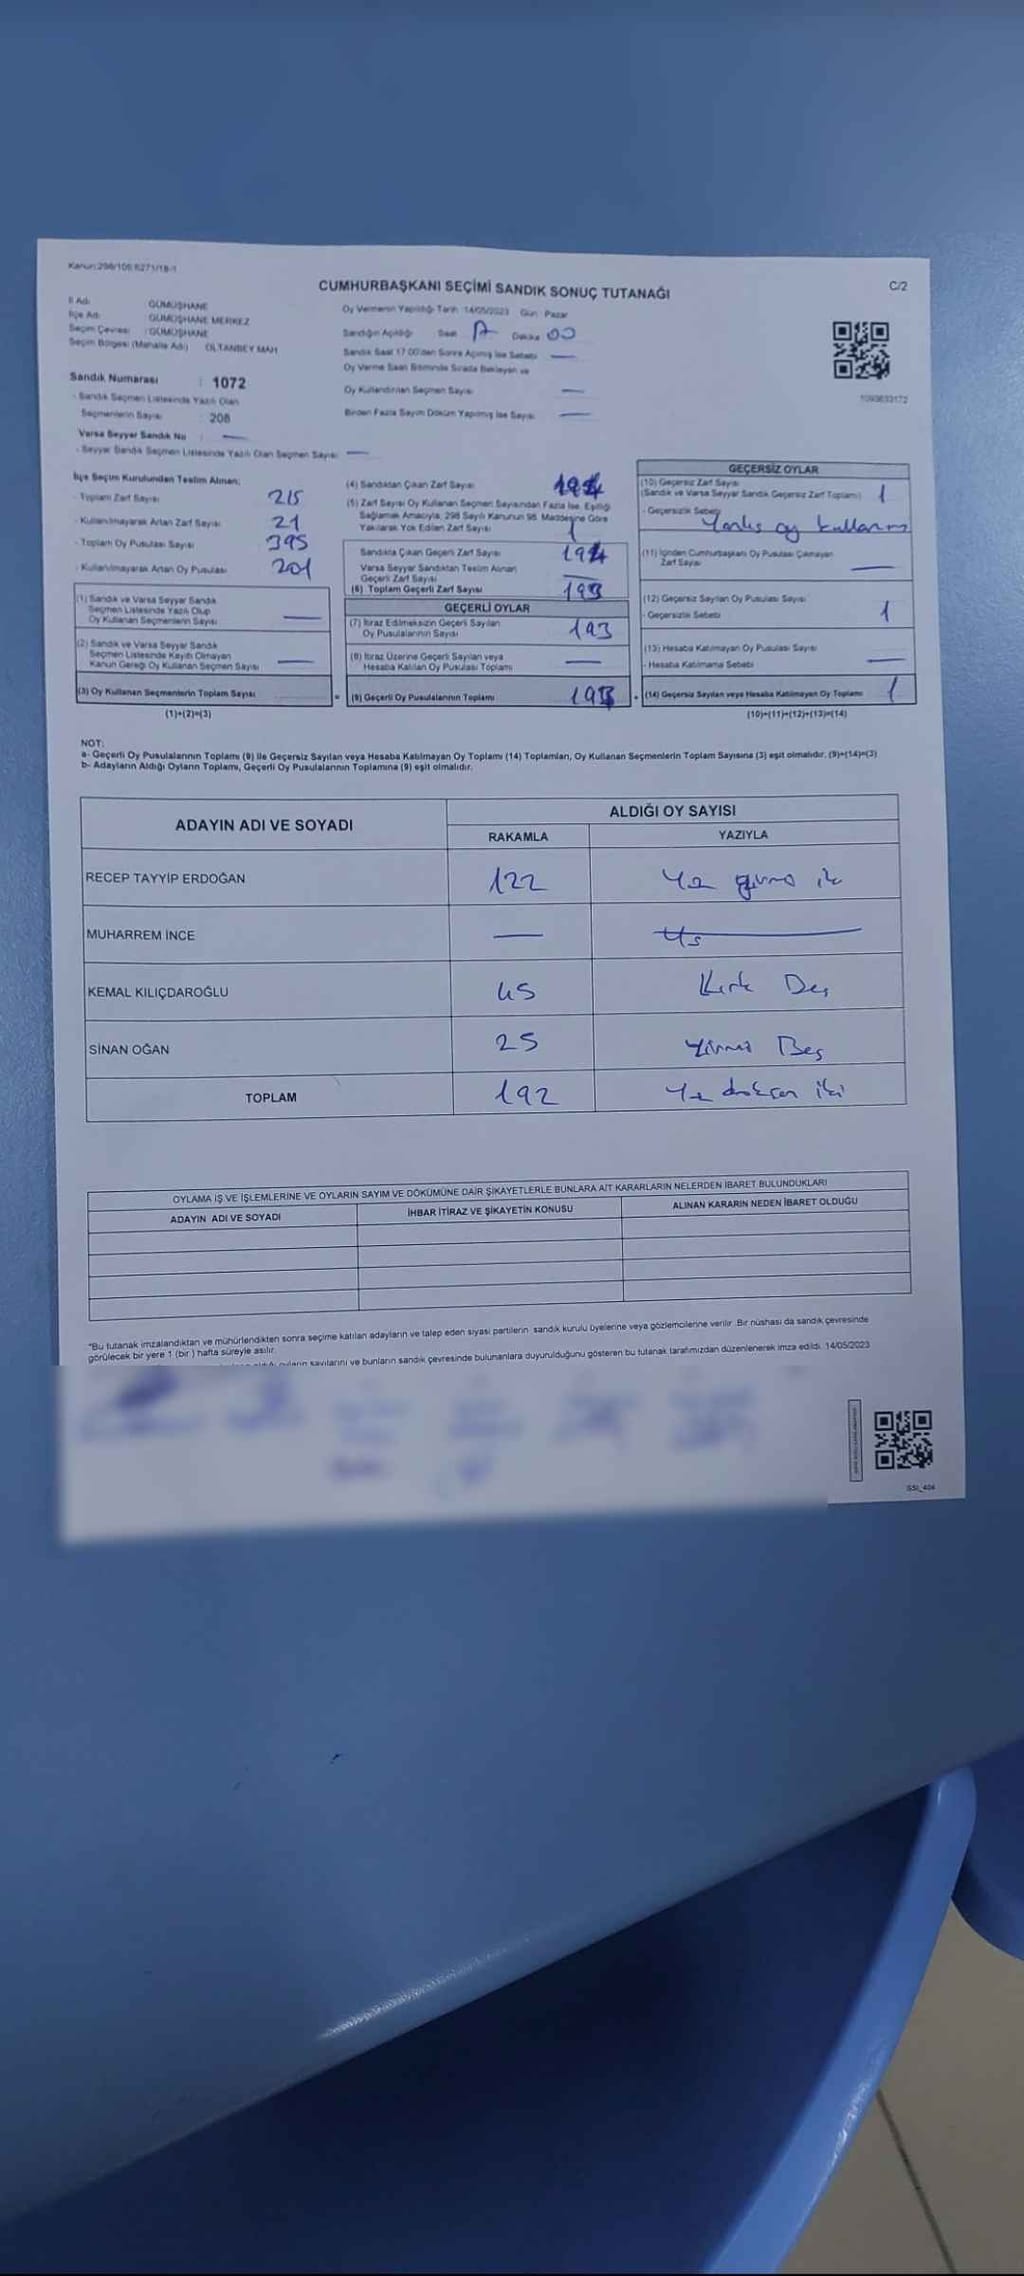 Kanun:298/105;6271/18-1
C/2
CUMHURBAŞKANI SEÇİMİ SANDIK SONUÇ TUTANAĞI
İl Adı: GÜMÜŞHANE
İlçe Adı: GÜMÜŞHANE MERKEZ
Seçim Çevresi: GÜMÜŞHANE
Seçim Bölgesi (Mahalle Adı) OLTANBEY MAH
Sandık Numarası : 1072
- Sandık Seçmen Listesinde Yazılı Olan
Seçmenlerin Sayısı : 208
Varsa Seyyar Sandık No : —
- Seyyar Sandık Seçmen Listesinde Yazılı Olan Seçmen Sayısı —
Oy Vermenin Yapıldığı Tarih: 14/05/2023 Gün: Pazar
Sandığın Açıldığı Saat Dakika 00
Sandık Saat 17.00'den Sonra Açılmış İse Sebebi —
Oy Verme Saati Bitiminde Sırada Bekleyen ve
Oy Kullandırılan Seçmen Sayısı —
Birden Fazla Sayım Döküm Yapılmış İse Sayısı —
İlçe Seçim Kurulundan Teslim Alınan;
- Toplam Zarf Sayısı 215
- Kullanılmayarak Artan Zarf Sayısı 21
- Toplam Oy Pusulası Sayısı 395
- Kullanılmayarak Artan Oy Pusulası 201
(1) Sandık ve Varsa Seyyar Sandık
Seçmen Listesinde Yazılı Olup
Oy Kullanan Seçmenlerin Sayısı —
(2) Sandık ve Varsa Seyyar Sandık
Seçmen Listesinde Kayıtlı Olmayan
Kanun Gereği Oy Kullanan Seçmen Sayısı —
(3) Oy Kullanan Seçmenlerin Toplam Sayısı
(1)+(2)=(3)
(4) Sandıktan Çıkan Zarf Sayısı 194
(5) Zarf Sayısı Oy Kullanan Seçmen Sayısından Fazla İse, Eşitliği
Sağlamak Amacıyla, 298 Sayılı Kanunun 98. Maddesine Göre
Yakılarak Yok Edilen Zarf Sayısı 1
Sandıkta Çıkan Geçerli Zarf Sayısı 194
Varsa Seyyar Sandıktan Teslim Alınan
Geçerli Zarf Sayısı —
(6) Toplam Geçerli Zarf Sayısı 193
GEÇERLİ OYLAR
(7) İtiraz Edilmeksizin Geçerli Sayılan
Oy Pusulalarının Sayısı 193
(8) İtiraz Üzerine Geçerli Sayılan veya
Hesaba Katılan Oy Pusulası Toplamı —
= (9) Geçerli Oy Pusulalarının Toplamı 193
GEÇERSİZ OYLAR
(10) Geçersiz Zarf Sayısı
(Sandık ve Varsa Seyyar Sandık Geçersiz Zarf Toplamı) 1
- Geçersizlik Sebebi
Yanlış oy kullanımı
(11) İçinden Cumhurbaşkanı Oy Pusulası Çıkmayan
Zarf Sayısı —
(12) Geçersiz Sayılan Oy Pusulası Sayısı
- Geçersizlik Sebebi 1
(13) Hesaba Katılmayan Oy Pusulası Sayısı —
- Hesaba Katılmama Sebebi
+ (14) Geçersiz Sayılan veya Hesaba Katılmayan Oy Toplamı 1
(10)+(11)+(12)+(13)=(14)
NOT:
a- Geçerli Oy Pusulalarının Toplamı (9) ile Geçersiz Sayılan veya Hesaba Katılmayan Oy Toplamı (14) Toplamları, Oy Kullanan Seçmenlerin Toplam Sayısına (3) eşit olmalıdır. (9)+(14)=(3)
b- Adayların Aldığı Oyların Toplamı, Geçerli Oy Pusulalarının Toplamına (9) eşit olmalıdır.
ADAYIN ADI VE SOYADI
ALDIĞI OY SAYISI
RAKAMLA YAZIYLA
RECEP TAYYİP ERDOĞAN 122 Yüz yirmi iki
MUHARREM İNCE —
KEMAL KILIÇDAROĞLU 45 Kırk Beş
SİNAN OĞAN 25 Yirmi Beş
TOPLAM 192 Yüz doksan iki
OYLAMA İŞ VE İŞLEMLERİNE VE OYLARIN SAYIM VE DÖKÜMÜNE DAİR ŞİKAYETLERLE BUNLARA AİT KARARLARIN NELERDEN İBARET BULUNDUKLARI
ADAYIN ADI VE SOYADI İHBAR İTİRAZ VE ŞİKAYETİN KONUSU ALINAN KARARIN NEDEN İBARET OLDUĞU
*Bu tutanak imzalandıktan ve mühürlendikten sonra seçime katılan adayların ve talep eden siyasi partilerin sandık kurulu üyelerine veya gözlemcilerine verilir. Bir nüshası da sandık çevresinde
görülecek bir yere 1 (bir) hafta süreyle asılır.
oyların sayılarını ve bunların sandık çevresinde bulunanlara duyurulduğunu gösteren bu tutanak tarafımızdan düzenlenerek imza edildi. 14/05/2023